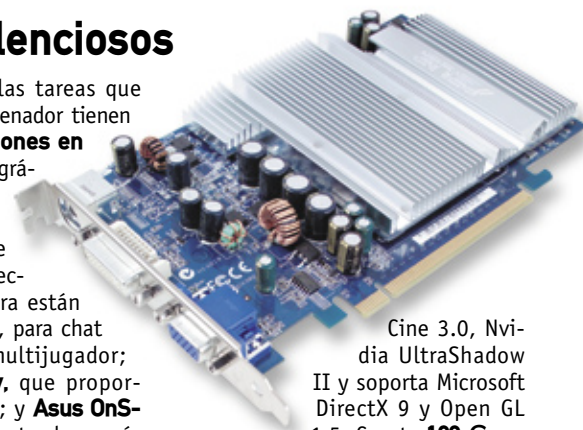 lenciosos
las tareas que
enador tienen
ones en
grá-
e
ec-
ra están
, para chat
multijugador;
y, que propor-
; y Asus OnS-
Cine 3.0, Nvi-
dia UltraShadow
II y soporta Microsoft
DirectX 9 y Open GL